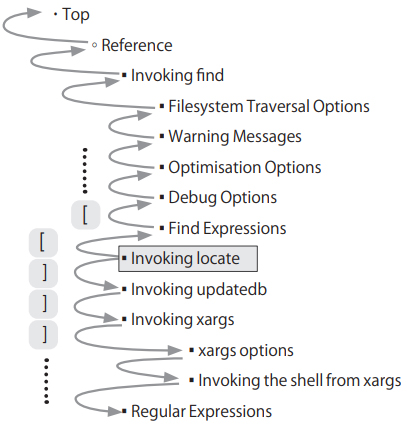 · Top
◦ Reference
▪ Invoking find
▪ Filesystem Traversal Options
▪ Warning Messages
▪ Optimisation Options
▪ Debug Options
[
▪ Find Expressions
[
▪ Invoking locate
]
▪ Invoking updatedb
]
▪ Invoking xargs
]
▪ xargs options
▪ Invoking the shell from xargs
▪ Regular Expressions